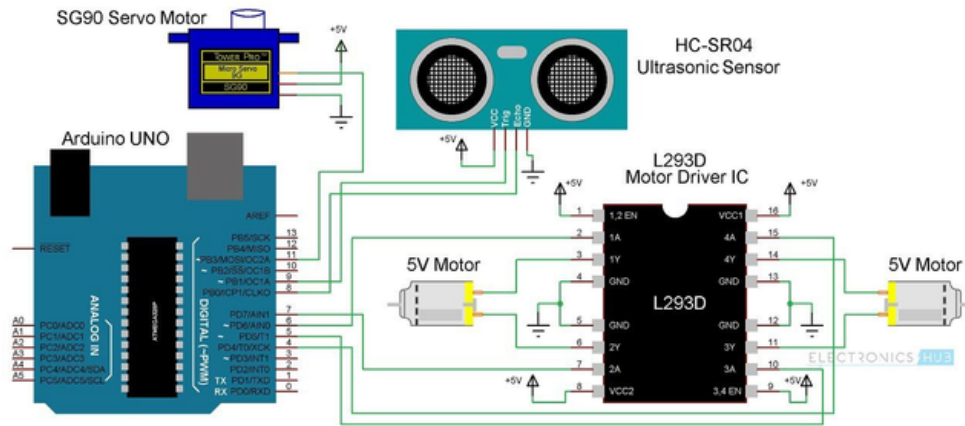 SG90 Servo Motor
+5V
TOWER PRO™
Micro Servo
9G
SG90
HC-SR04
Ultrasonic Sensor
VCC
Trig
Echo
GND
+5V
Arduino UNO
AREF
RESET
PB5/SCK 13
PB4/MISO 12
~PB3/MOSI/OC2A 11
~ PB2/SS/OC1B 10
~ PB1/OC1A 9
PB0/ICP1/CLKO 8
PD7/AIN1 7
~ PD6/AIN0 6
~ PD5/T1 5
PD4/T0/XCK 4
~ PD3/INT1 3
PD2/INT0 2
TX PD1/TXD 1
RX PD0/RXD 0
DIGITAL (~PWM)
ANALOG IN
A0 PC0/ADC0
A1 PC1/ADC1
A2 PC2/ADC2
A3 PC3/ADC3
A4 PC4/ADC4/SDA
A5 PC5/ADC5/SCL
L293D
Motor Driver IC
+5V
+5V
1 1,2 EN VCC1 16
2 1A 4A 15
3 1Y 4Y 14
4 GND GND 13
L293D
5 GND GND 12
6 2Y 3Y 11
7 2A 3A 10
8 VCC2 3,4 EN 9
+5V
+5V
5V Motor
5V Motor
ELECTRONICS HUB